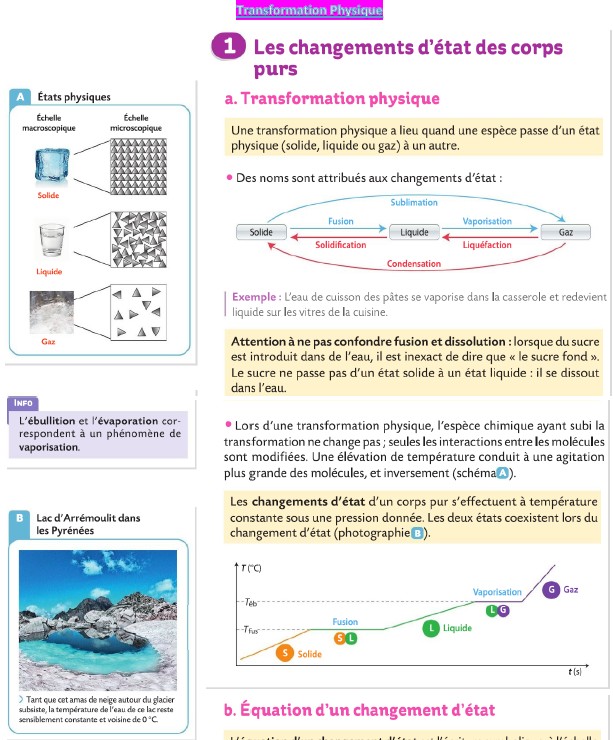 Transformation Physique
1 Les changements d'état des corps
purs
A États physiques
Échelle
macroscopique
Échelle
microscopique
Solide
Liquide
Gaz
a. Transformation physique
Une transformation physique a lieu quand une espèce passe d'un état
physique (solide, liquide ou gaz) à un autre.
• Des noms sont attribués aux changements d'état :
Sublimation
Fusion
Vaporisation
Solide
Liquide
Gaz
Solidification
Liquéfaction
Condensation
Exemple : L'eau de cuisson des pâtes se vaporise dans la casserole et redevient
liquide sur les vitres de la cuisine.
Attention à ne pas confondre fusion et dissolution : lorsque du sucre
est introduit dans de l'eau, il est inexact de dire que « le sucre fond ».
Le sucre ne passe pas d'un état solide à un état liquide : il se dissout
dans l'eau.
INFO
L'ébullition et l'évaporation cor-
respondent à un phénomène de
vaporisation.
• Lors d'une transformation physique, l'espèce chimique ayant subi la
transformation ne change pas ; seules les interactions entre les molécules
sont modifiées. Une élévation de température conduit à une agitation
plus grande des molécules, et inversement (schéma A).
Les changements d'état d'un corps pur s'effectuent à température
constante sous une pression donnée. Les deux états coexistent lors du
changement d'état (photographie B).
B Lac d'Arrémoulit dans
les Pyrénées
Tant que cet amas de neige autour du glacier
subsiste, la température de l'eau de ce lac reste
sensiblement constante et voisine de 0 °C.
T (°C)
Téb
Vaporisation
G Gaz
L G
Tfus
Fusion
S L
L Liquide
S Solide
t (s)
b. Équation d'un changement d'état